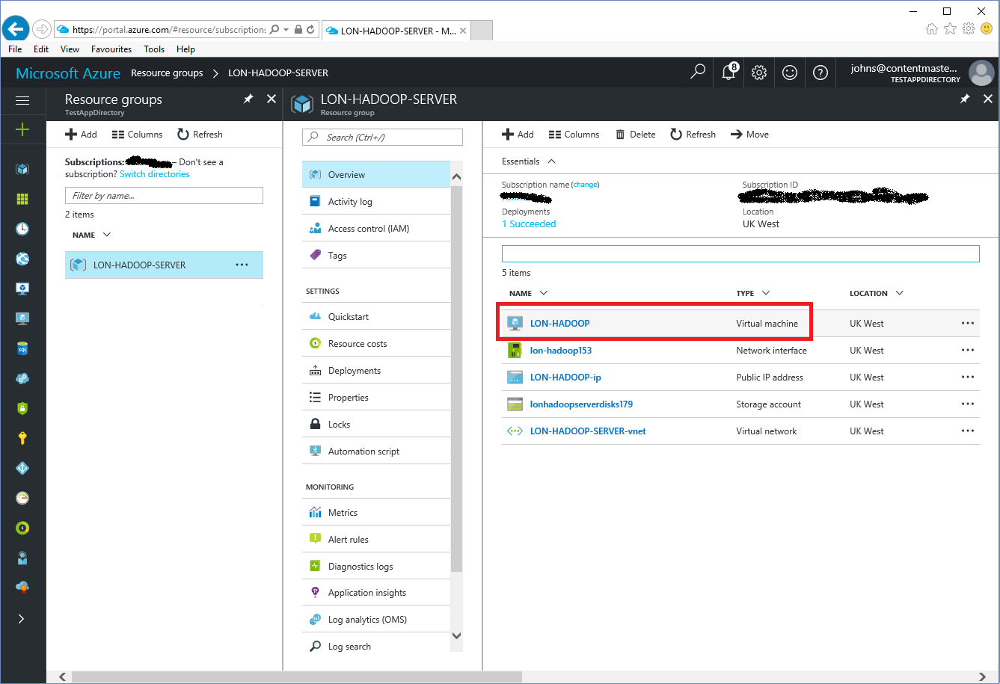 https://portal.azure.com/#resource/subscriptions
LON-HADOOP-SERVER - M...
File Edit View Favourites Tools Help
Microsoft Azure Resource groups LON-HADOOP-SERVER
8
johns@contentmaste...
TESTAPPDIRECTORY
Resource groups
TestAppDirectory
Add Columns Refresh
Subscriptions: – Don't see a
subscription? Switch directories
Filter by name...
2 items
NAME
LON-HADOOP-SERVER
LON-HADOOP-SERVER
Resource group
Search (Ctrl+/)
Overview
Activity log
Access control (IAM)
Tags
SETTINGS
Quickstart
Resource costs
Deployments
Properties
Locks
Automation script
MONITORING
Metrics
Alert rules
Diagnostics logs
Application insights
Log analytics (OMS)
Log search
Add Columns Delete Refresh Move
Essentials
Subscription name (change)
Subscription ID
Deployments
1 Succeeded
Location
UK West
5 items
NAME TYPE LOCATION
LON-HADOOP Virtual machine UK West
lon-hadoop153 Network interface UK West
LON-HADOOP-ip Public IP address UK West
lonhadoopserverdisks179 Storage account UK West
LON-HADOOP-SERVER-vnet Virtual network UK West
SQL